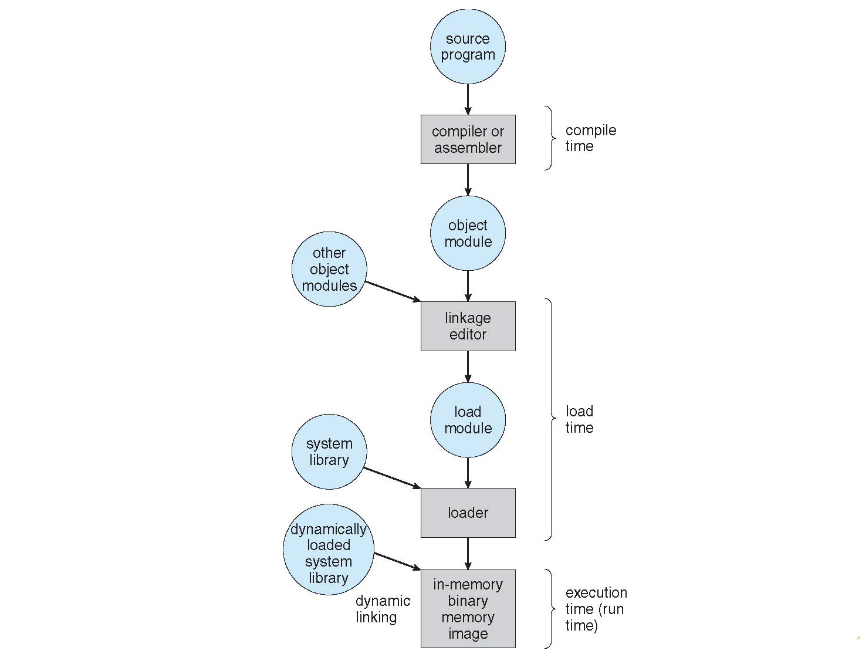 source
program
compiler or
assembler
compile
time
object
module
other
object
modules
linkage
editor
load
module
load
time
system
library
loader
dynamically
loaded
system
library
dynamic
linking
in-memory
binary
memory
image
execution
time (run
time)